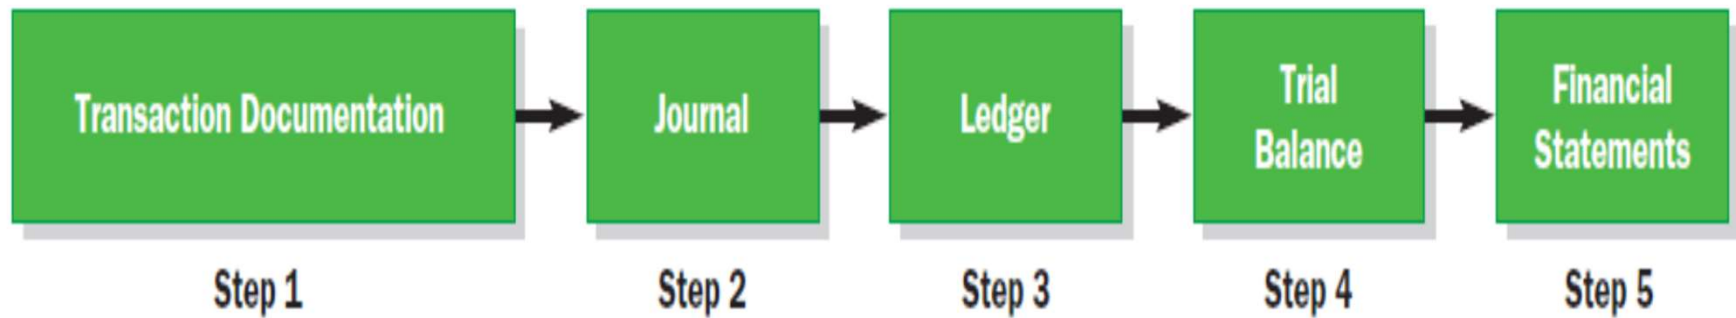 Transaction Documentation
Journal
Ledger
Trial
Balance
Financial
Statements
Step 1
Step 2
Step 3
Step 4
Step 5